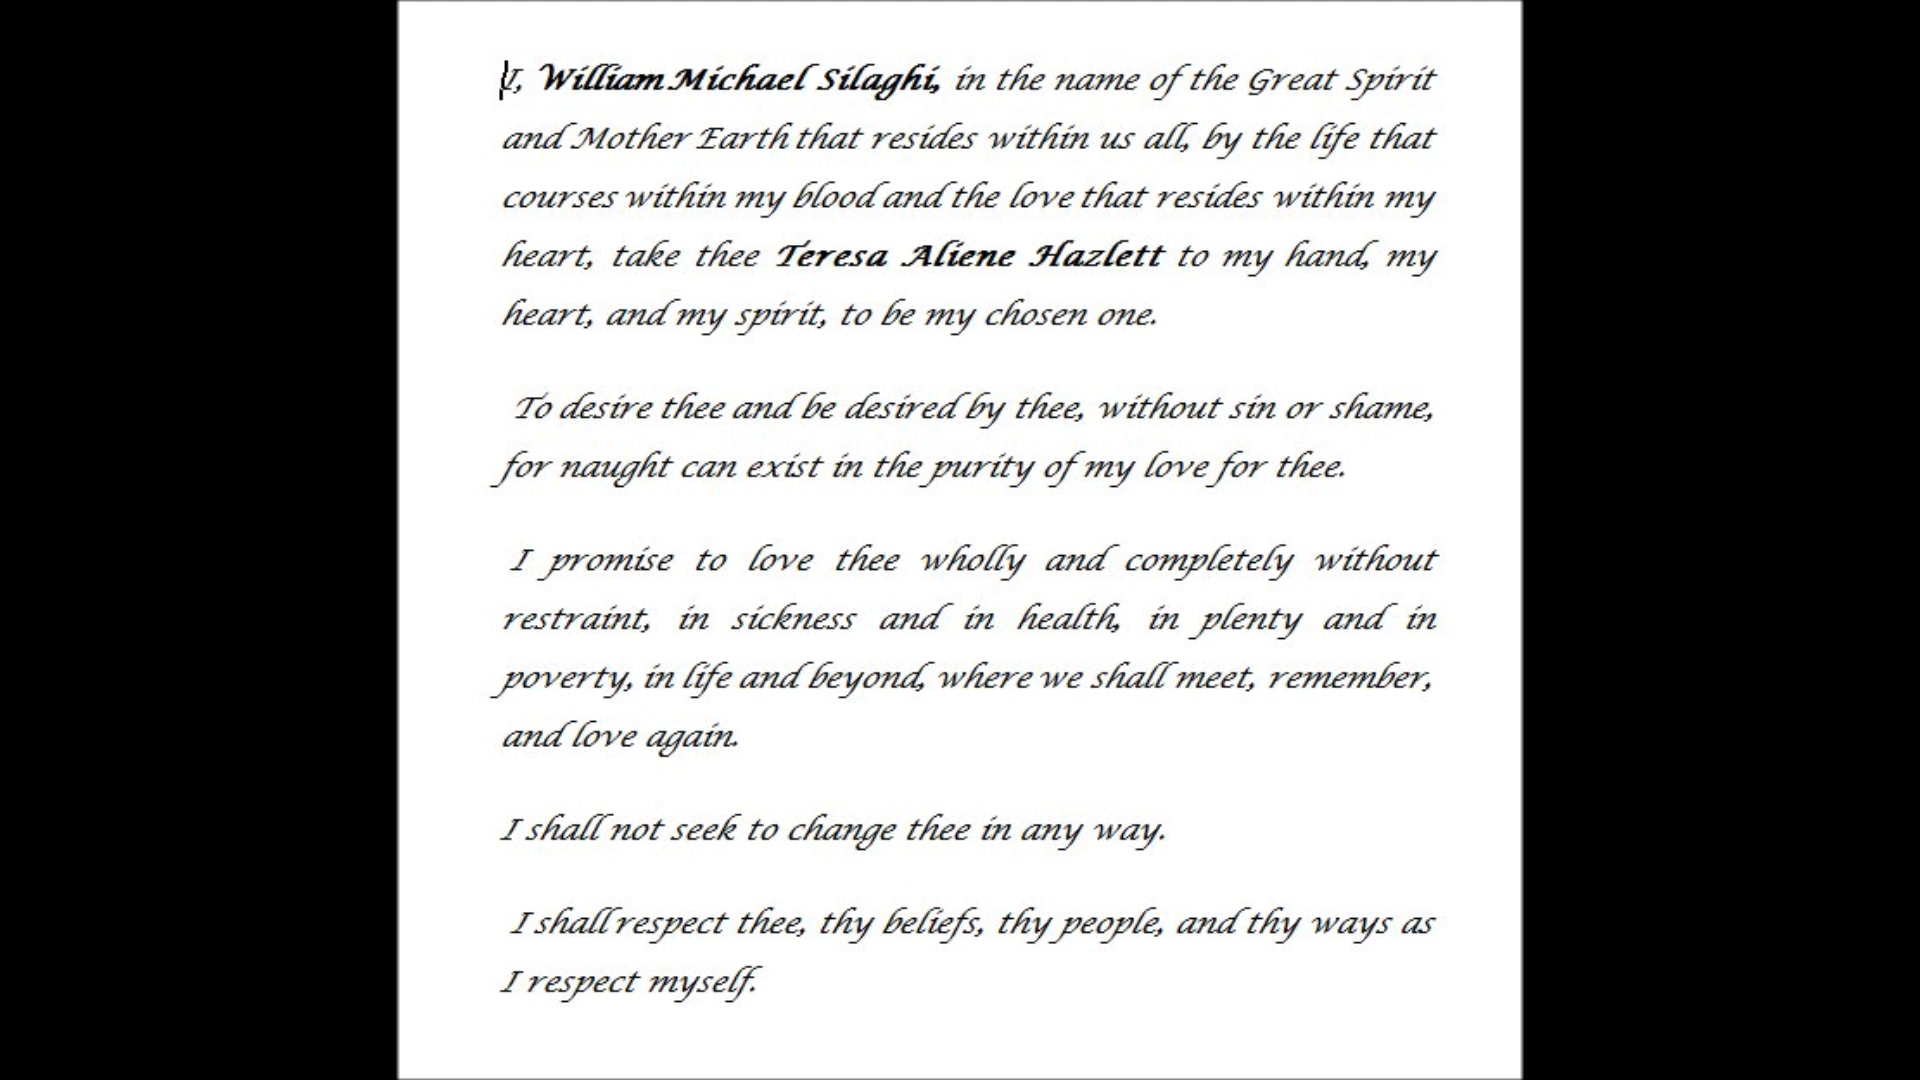 I, William Michael Silaghi, in the name of the Great Spirit
and Mother Earth that resides within us all, by the life that
courses within my blood and the love that resides within my
heart, take thee Teresa Aliene Hazlett to my hand, my
heart, and my spirit, to be my chosen one.
To desire thee and be desired by thee, without sin or shame,
for naught can exist in the purity of my love for thee.
I promise to love thee wholly and completely without
restraint, in sickness and in health, in plenty and in
poverty, in life and beyond, where we shall meet, remember,
and love again.
I shall not seek to change thee in any way.
I shall respect thee, thy beliefs, thy people, and thy ways as
I respect myself.